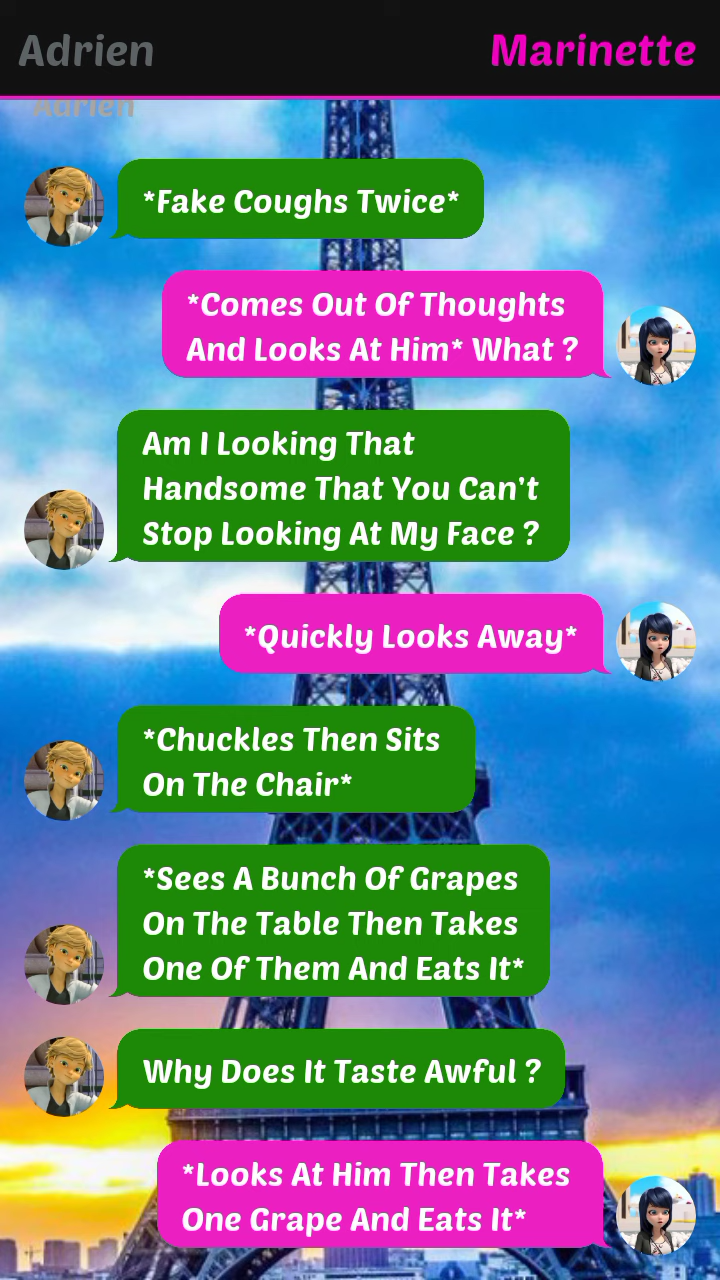 Adrien Marinette
Adrien
*Fake Coughs Twice*
*Comes Out Of Thoughts
And Looks At Him* What ?
Am I Looking That
Handsome That You Can't
Stop Looking At My Face ?
*Quickly Looks Away*
*Chuckles Then Sits
On The Chair*
*Sees A Bunch Of Grapes
On The Table Then Takes
One Of Them And Eats It*
Why Does It Taste Awful ?
*Looks At Him Then Takes
One Grape And Eats It*